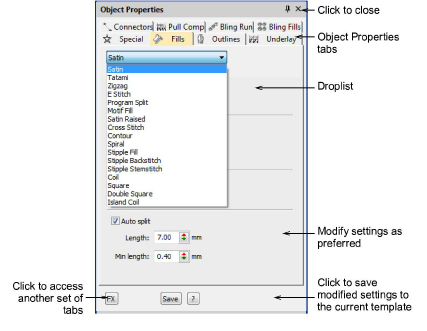 Object Properties
Click to close
Connectors Pull Comp Bling Run Bling Fills
Special Fills Outlines Underlay
Object Properties
tabs
Satin
Satin
Tatami
Zigzag
E Stitch
Program Split
Motif Fill
Satin Raised
Cross Stitch
Contour
Spiral
Stipple Fill
Stipple Backstitch
Stipple Stemstitch
Coil
Square
Double Square
Island Coil
Droplist
Auto split
Length: 7.00 mm
Min length: 0.40 mm
Modify settings as
preferred
Click to access
another set of
tabs
FX Save ?
Click to save
modified settings to
the current template